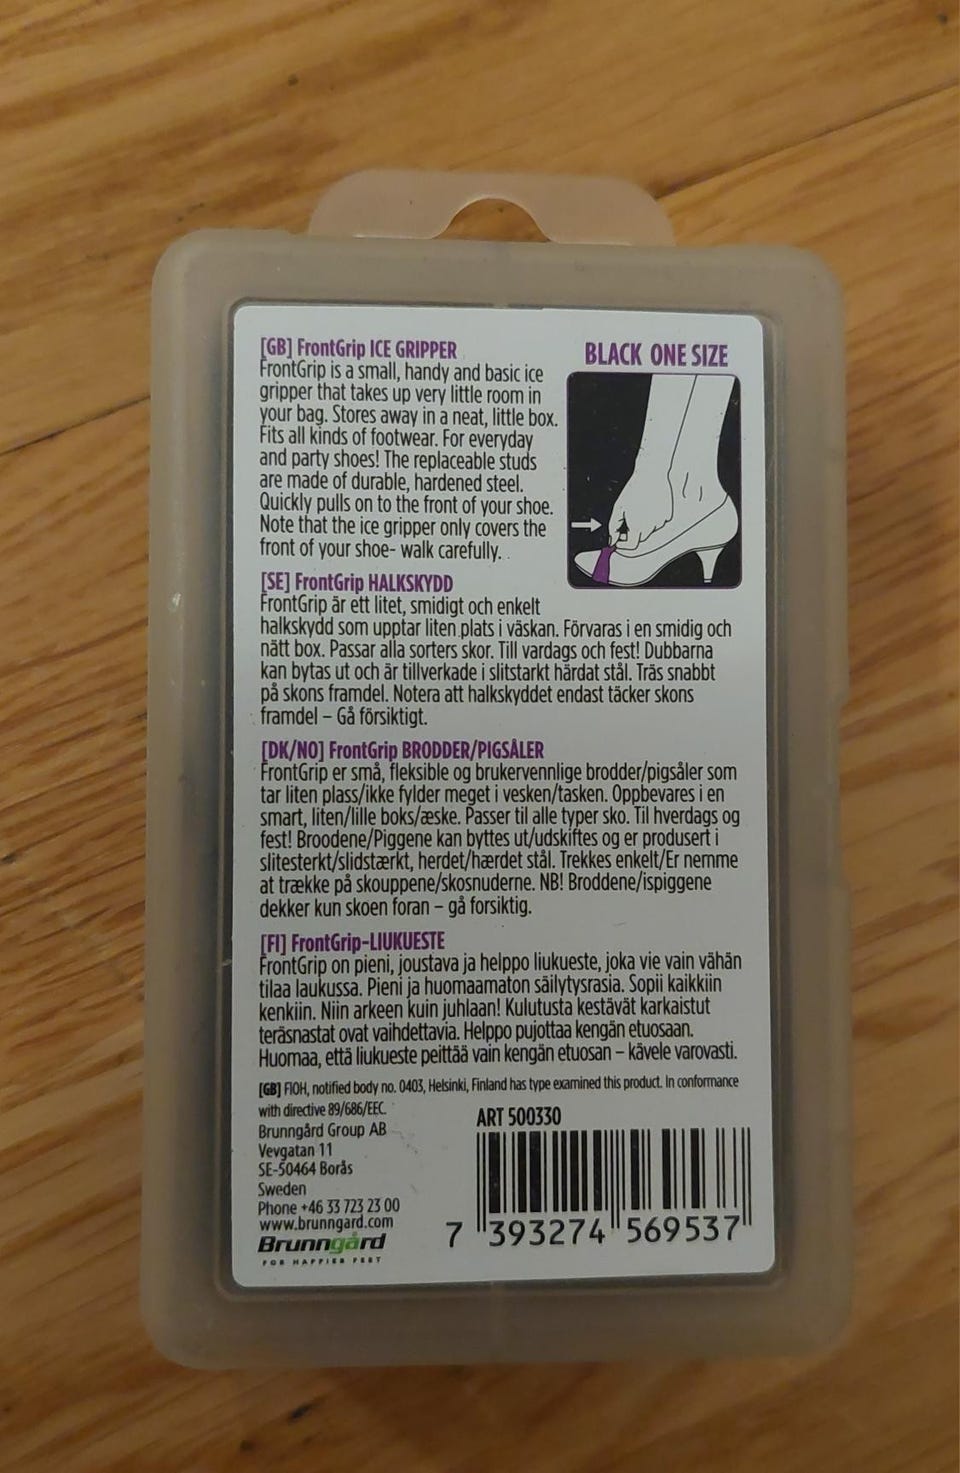 [GB] FrontGrip ICE GRIPPER
FrontGrip is a small, handy and basic ice
gripper that takes up very little room in
your bag. Stores away in a neat, little box.
Fits all kinds of footwear. For everyday
and party shoes! The replaceable studs
are made of durable, hardened steel.
Quickly pulls on to the front of your shoe.
Note that the ice gripper only covers the
front of your shoe- walk carefully.
BLACK ONE SIZE
[SE] FrontGrip HALKSKYDD
FrontGrip är ett litet, smidigt och enkelt
halkskydd som upptar liten plats i väskan. Förvaras i en smidig och
nätt box. Passar alla sorters skor. Till vardags och fest! Dubbarna
kan bytas ut och är tillverkade i slitstarkt härdat stål. Träs snabbt
på skons framdel. Notera att halkskyddet endast täcker skons
framdel – Gå försiktigt.
[DK/NO] FrontGrip BRODDER/PIGSÅLER
FrontGrip er små, fleksible og brukervennlige brodder/pigsåler som
tar liten plass/ikke fylder meget i vesken/tasken. Oppbevares i en
smart, liten/lille boks/æske. Passer til alle typer sko. Til hverdags og
fest! Broodene/Piggene kan byttes ut/udskiftes og er produsert i
slitesterkt/slidstærkt, herdet/hærdet stål. Trekkes enkelt/Er nemme
at trække på skouppene/skosnuderne. NB! Broddene/ispiggene
dekker kun skoen foran – gå forsiktig.
[FI] FrontGrip-LIUKUESTE
FrontGrip on pieni, joustava ja helppo liukueste, joka vie vain vähän
tilaa laukussa. Pieni ja huomaamaton säilytysrasia. Sopii kaikkiin
kenkiin. Niin arkeen kuin juhlaan! Kulutusta kestävät karkaistut
teräsnastat ovat vaihdettavia. Helppo pujottaa kengän etuosaan.
Huomaa, että liukueste peittää vain kengän etuosan – kävele varovasti.
[GB] FIOH, notified body no. 0403, Helsinki, Finland has type examined this product. In conformance
with directive 89/686/EEC.
Brunngård Group AB
Vevgatan 11
SE-50464 Borås
Sweden
Phone +46 33 723 23 00
www.brunngard.com
Brunngård
FOR HAPPIER FEET
ART 500330
7 393274 569537